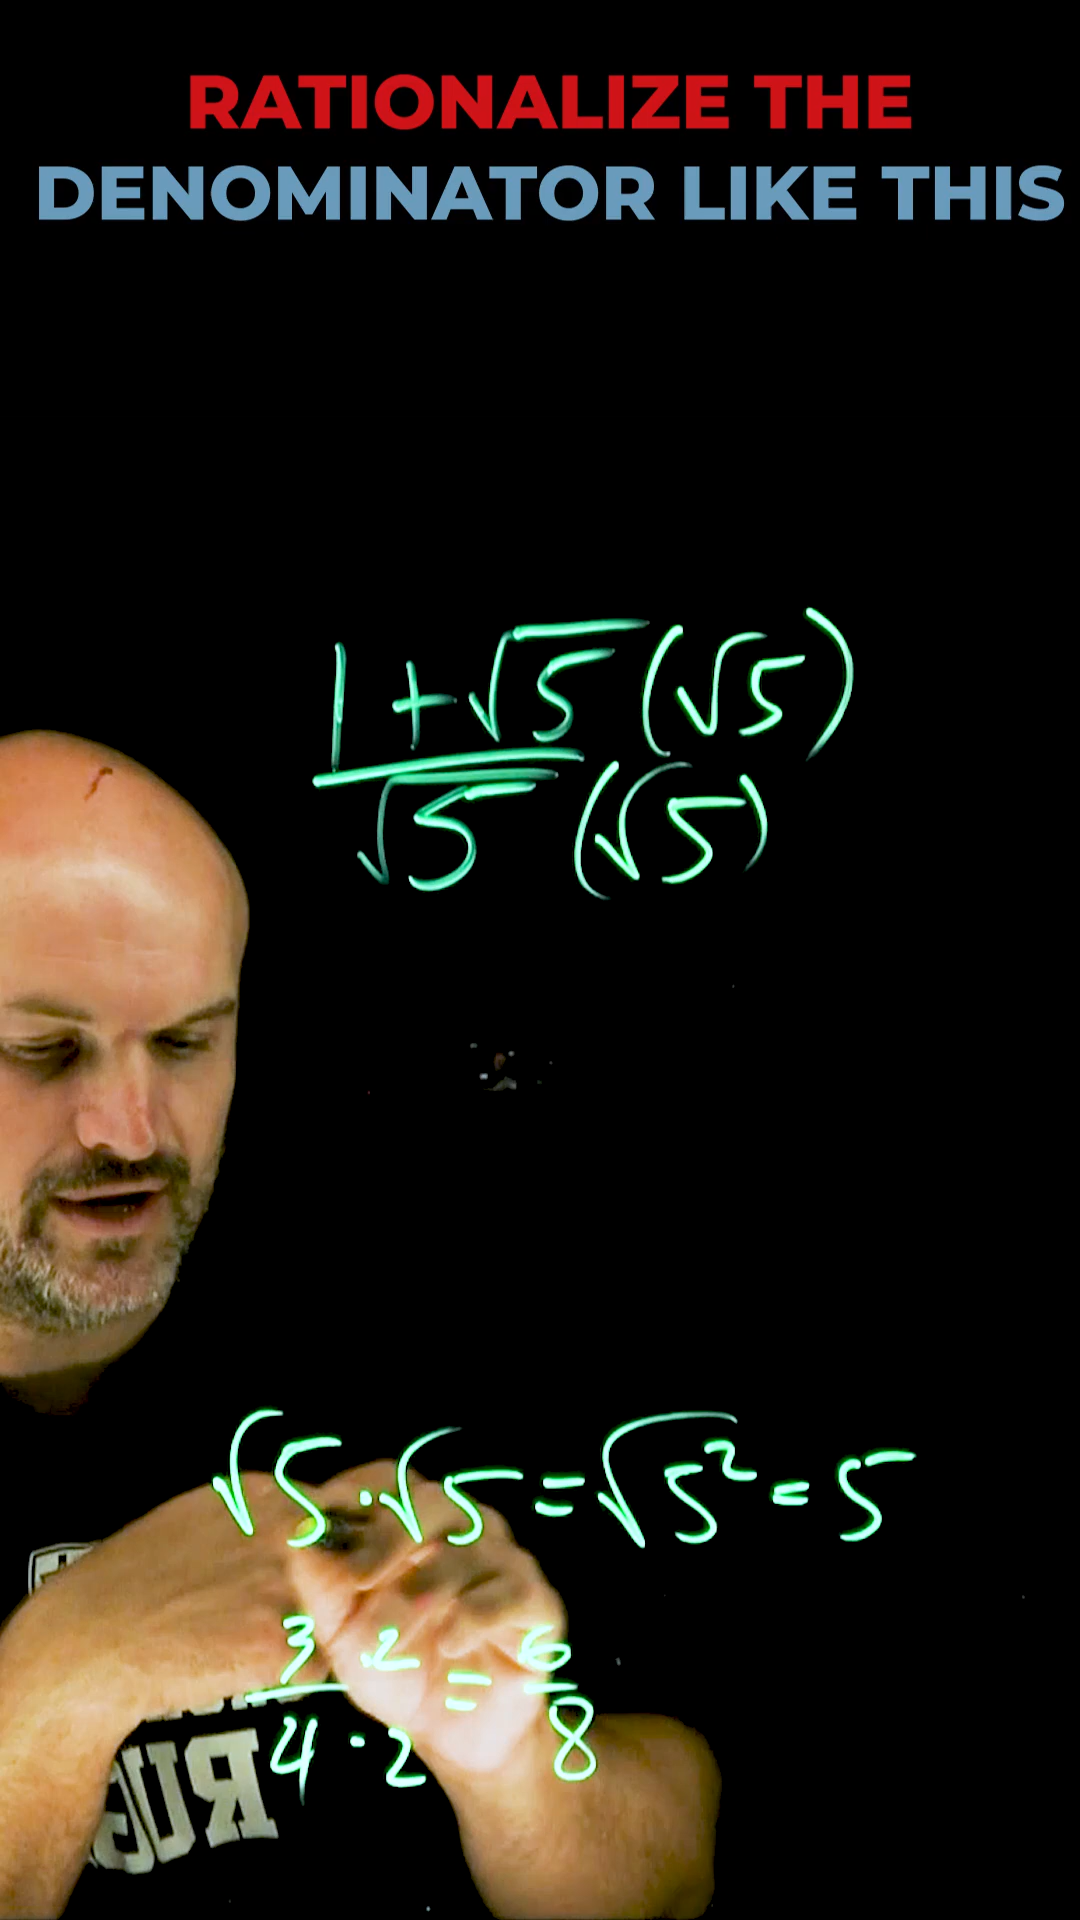 RATIONALIZE THE
DENOMINATOR LIKE THIS
1+√5 (√5)
√5 (√5)
√5 · √5 = √5² = 5
3 · 2 = 6
4 · 2 8